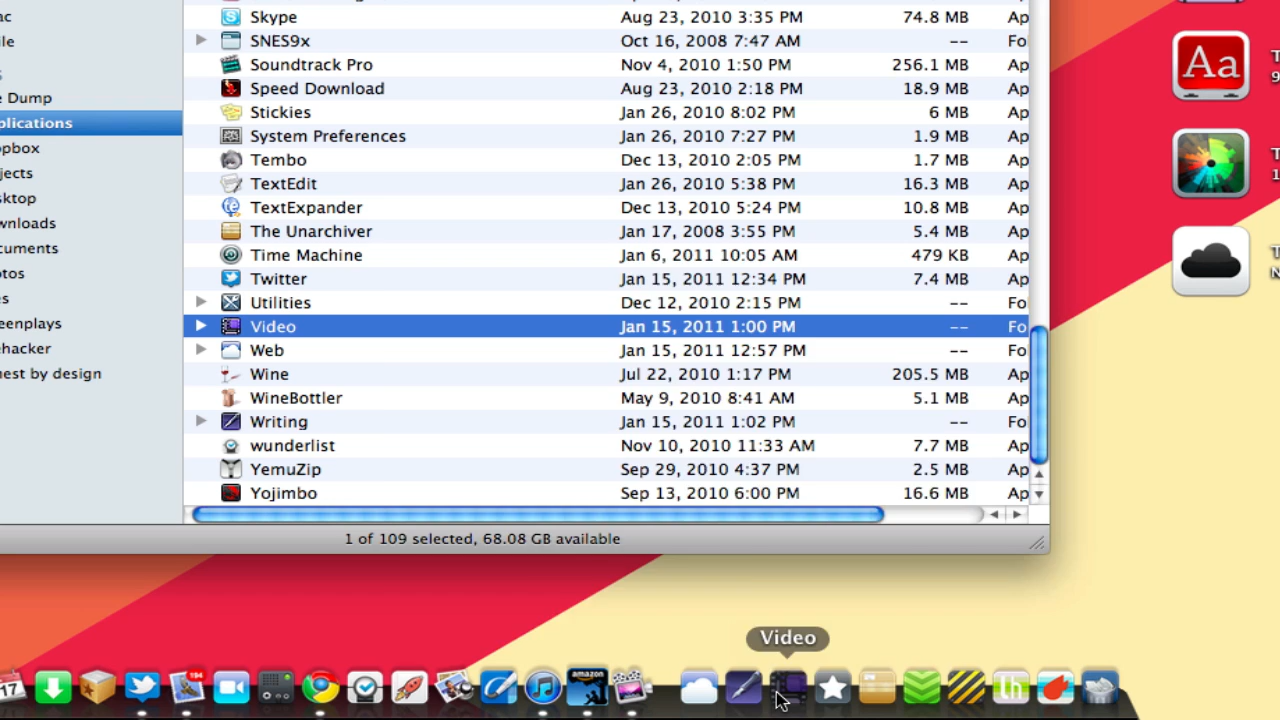 Skype Aug 23, 2010 3:35 PM 74.8 MB Ap
SNES9x Oct 16, 2008 7:47 AM -- Fo
Soundtrack Pro Nov 4, 2010 1:50 PM 256.1 MB Ap
Speed Download Aug 23, 2010 2:18 PM 18.9 MB Ap
e Dump
Stickies Jan 26, 2010 8:02 PM 6 MB Ap
plications
System Preferences Jan 26, 2010 7:27 PM 1.9 MB Ap
pbox
Tembo Dec 13, 2010 2:05 PM 1.7 MB Ap
jects
TextEdit Jan 26, 2010 5:38 PM 16.3 MB Ap
sktop
TextExpander Dec 13, 2010 5:24 PM 10.8 MB Ap
wnloads
The Unarchiver Jan 17, 2008 3:55 PM 5.4 MB Ap
cuments
Time Machine Jan 6, 2011 10:05 AM 479 KB Ap
tos
Twitter Jan 15, 2011 12:34 PM 7.4 MB Ap
es
Utilities Dec 12, 2010 2:15 PM -- Fo
eenplays
Video Jan 15, 2011 1:00 PM -- Fo
ehacker
Web Jan 15, 2011 12:57 PM -- Fo
nest by design
Wine Jul 22, 2010 1:17 PM 205.5 MB Ap
WineBottler May 9, 2010 8:41 AM 5.1 MB Ap
Writing Jan 15, 2011 1:02 PM -- Fo
wunderlist Nov 10, 2010 11:33 AM 7.7 MB Ap
YemuZip Sep 29, 2010 4:37 PM 2.5 MB Ap
Yojimbo Sep 13, 2010 6:00 PM 16.6 MB Ap
1 of 109 selected, 68.08 GB available
Aa
Video
17
194
amazon
th